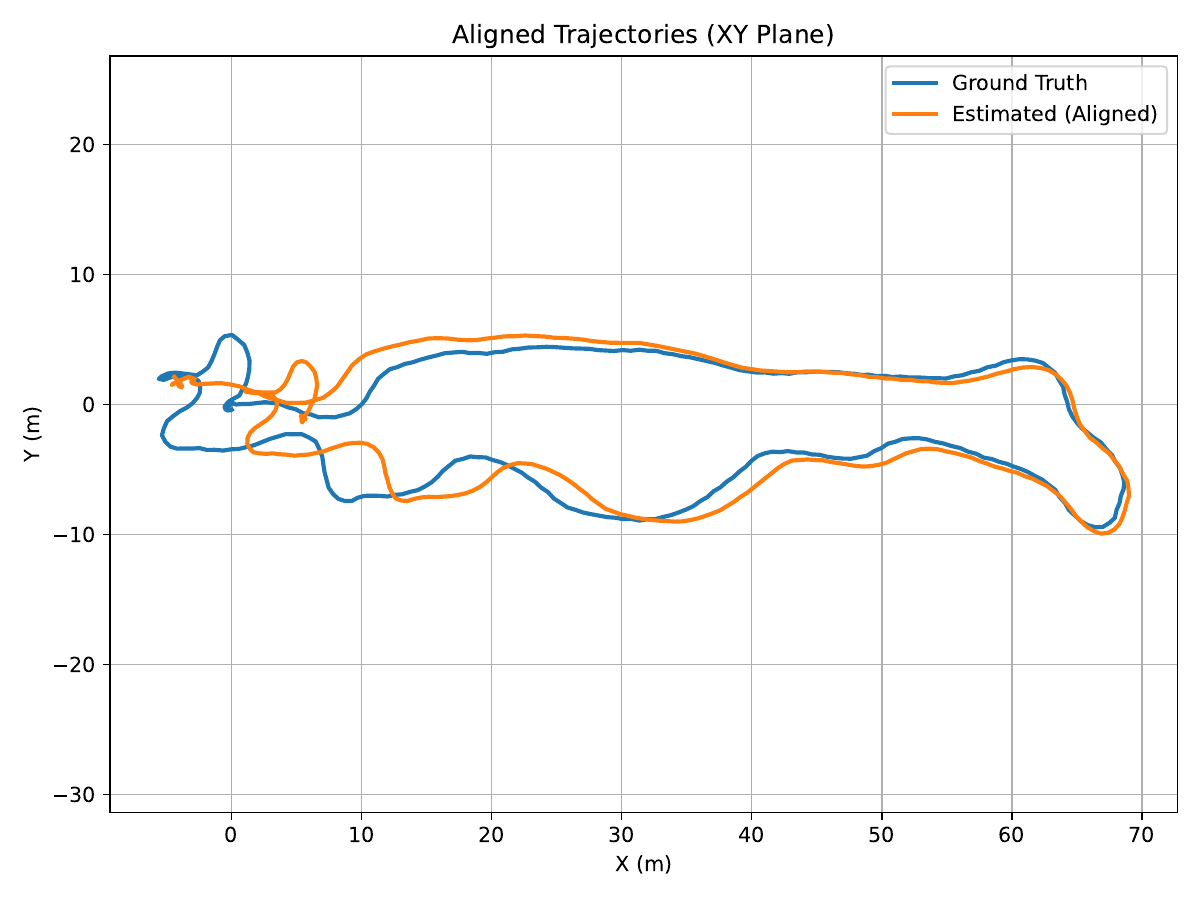 Aligned Trajectories (XY Plane)
Ground Truth
Estimated (Aligned)
20
10
0
−10
−20
−30
Y (m)
0 10 20 30 40 50 60 70
X (m)